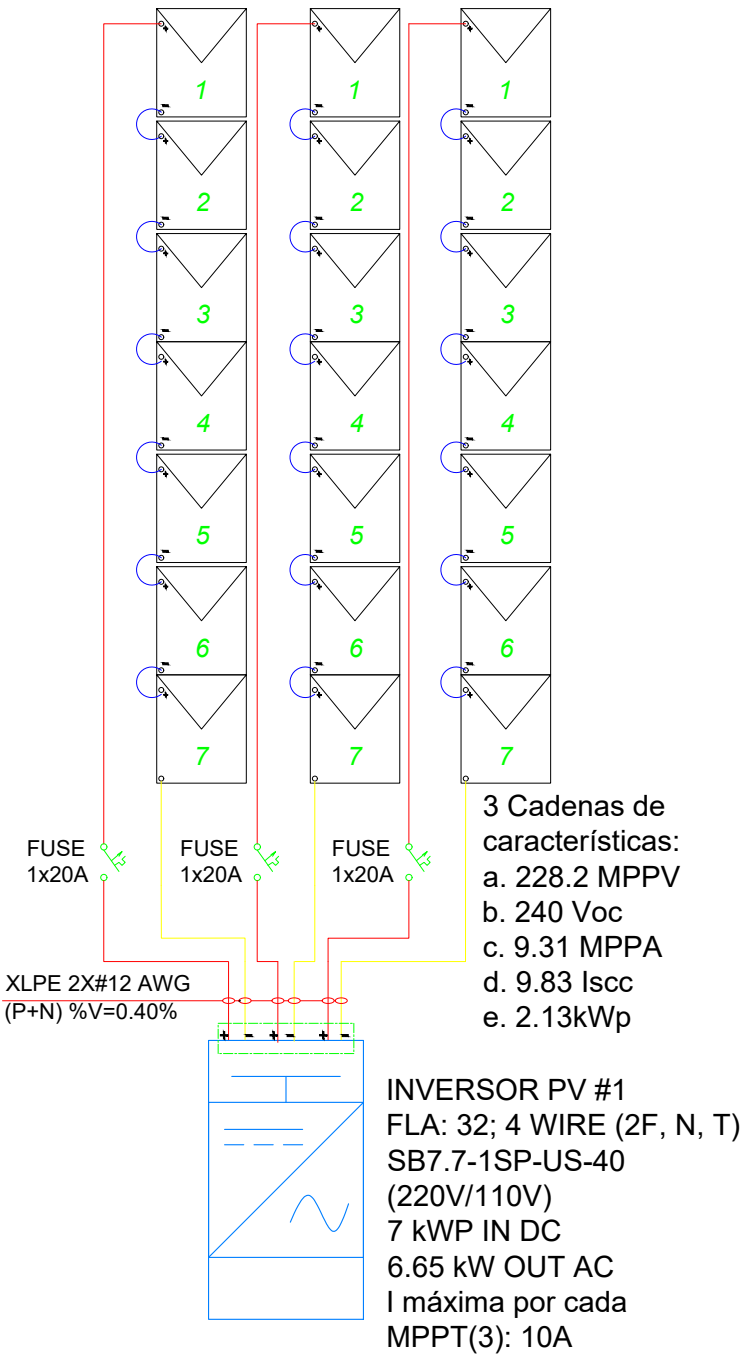 + + +
1 1 1
- - -
+ + +
2 2 2
- - -
+ + +
3 3 3
- - -
+ + +
4 4 4
- - -
+ + +
5 5 5
- - -
+ + +
6 6 6
- - -
+ + +
7 7 7
FUSE
1x20A
FUSE
1x20A
FUSE
1x20A
3 Cadenas de
características:
a. 228.2 MPPV
b. 240 Voc
c. 9.31 MPPA
d. 9.83 Iscc
e. 2.13kWp
XLPE 2X#12 AWG
(P+N) %V=0.40%
+ - + - + -
INVERSOR PV #1
FLA: 32; 4 WIRE (2F, N, T)
SB7.7-1SP-US-40
(220V/110V)
7 kWP IN DC
6.65 kW OUT AC
I máxima por cada
MPPT(3): 10A